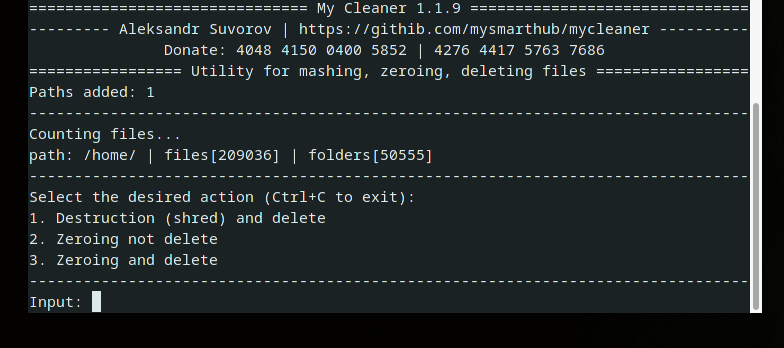 =============================== My Cleaner 1.1.9 ===============================
--------- Aleksandr Suvorov | https://githib.com/mysmarthub/mycleaner ----------
Donate: 4048 4150 0400 5852 | 4276 4417 5763 7686
================= Utility for mashing, zeroing, deleting files =================
Paths added: 1
--------------------------------------------------------------------------------
Counting files...
path: /home/ | files[209036] | folders[50555]
--------------------------------------------------------------------------------
Select the desired action (Ctrl+C to exit):
1. Destruction (shred) and delete
2. Zeroing not delete
3. Zeroing and delete
--------------------------------------------------------------------------------
Input: